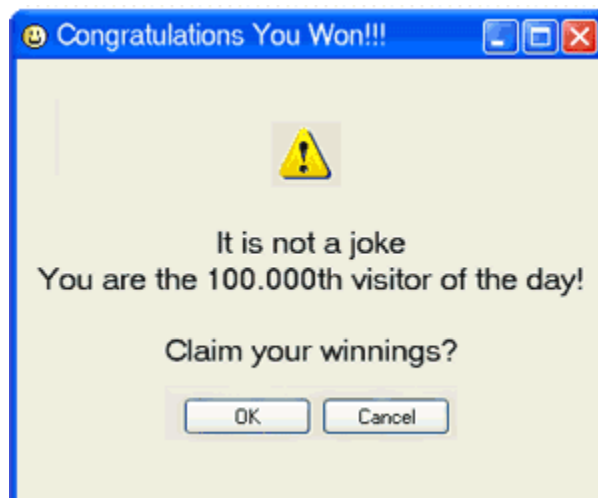 Congratulations You Won!!!
It is not a joke
You are the 100.000th visitor of the day!
Claim your winnings?
OK
Cancel